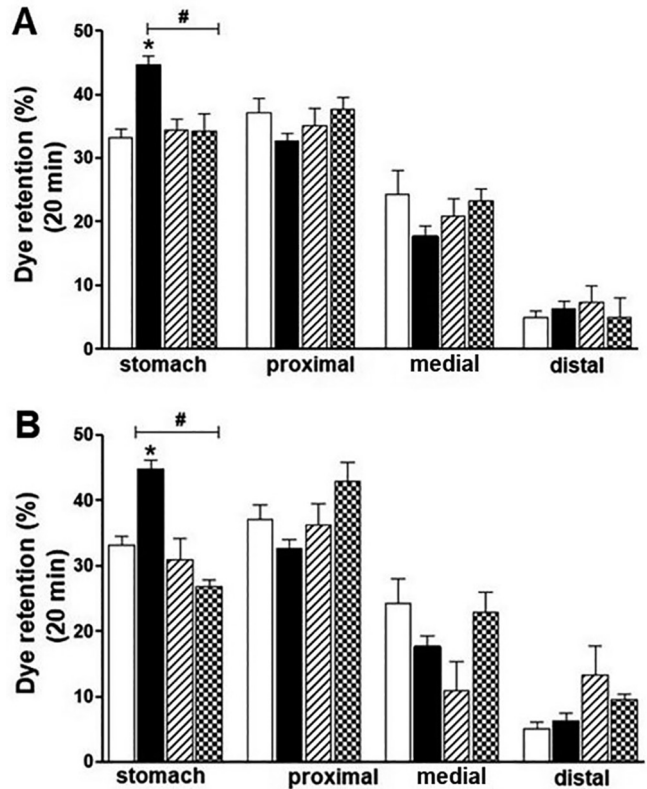 A
#
*
50
40
30
20
10
0
Dye retention (%)
(20 min)
stomach proximal medial distal
B
#
*
50
40
30
20
10
0
Dye retention (%)
(20 min)
stomach proximal medial distal